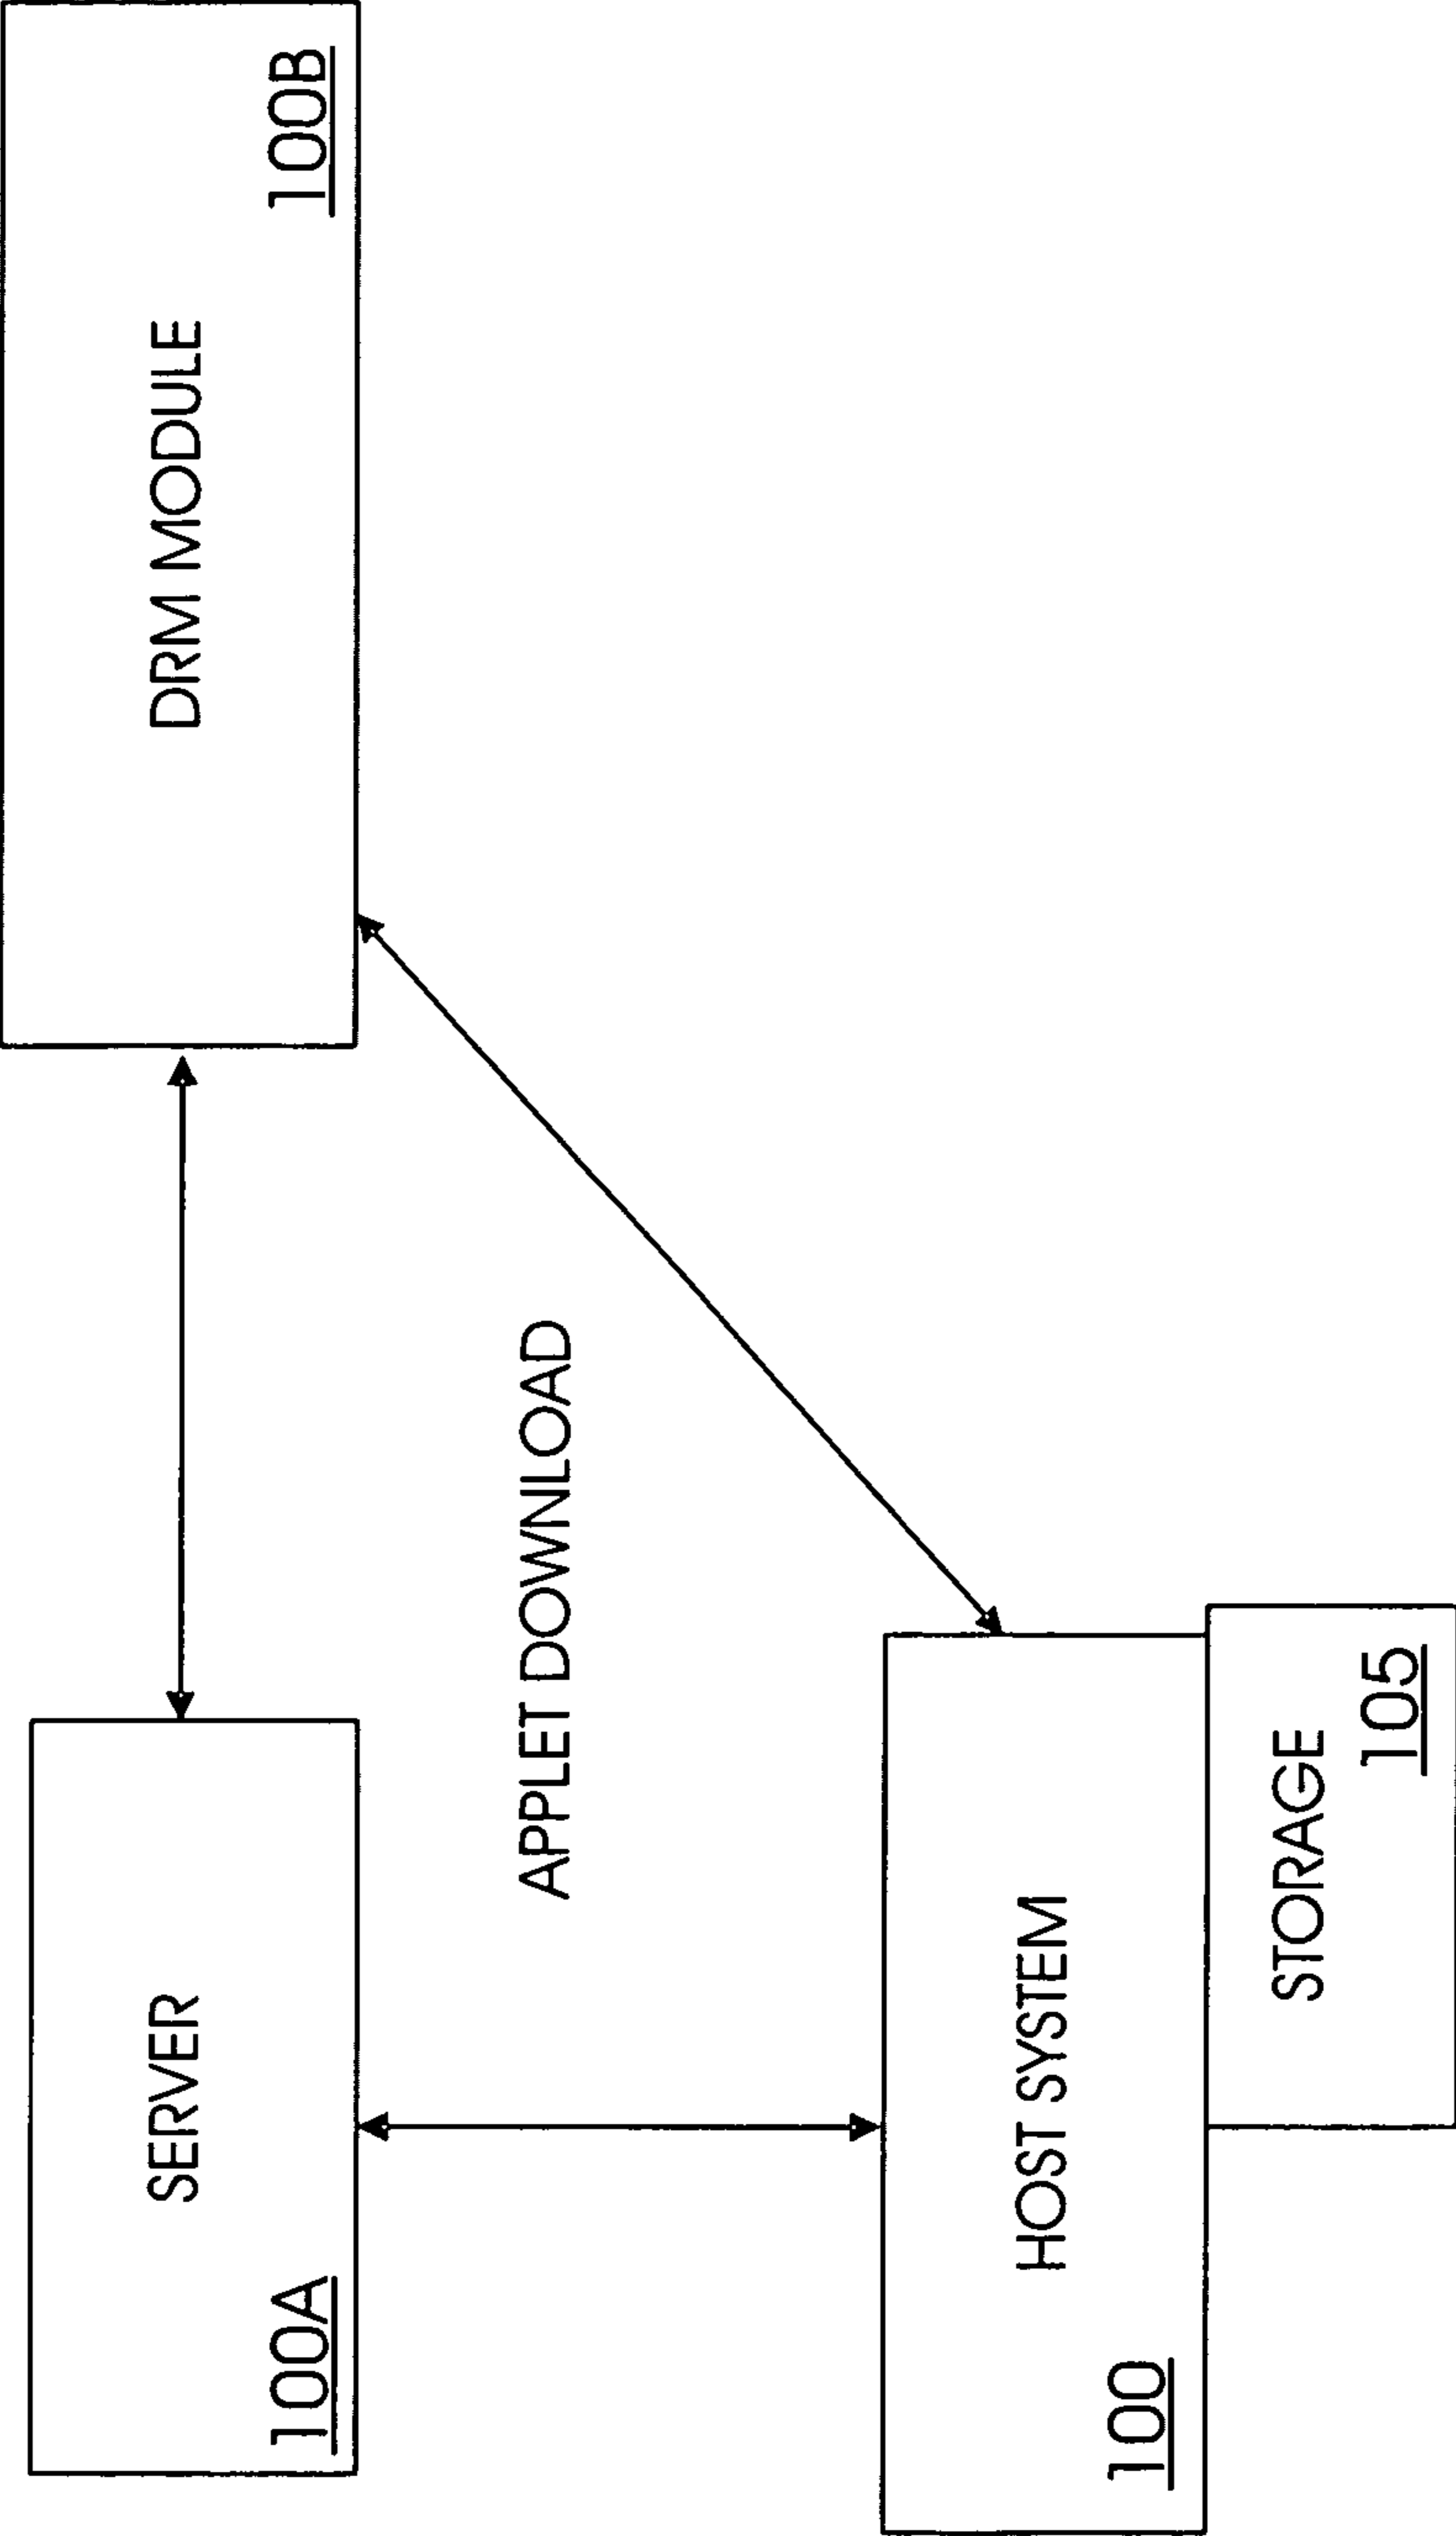 SERVER
100A
DRM MODULE
100B
APPLET DOWNLOAD
HOST SYSTEM
100
STORAGE
105